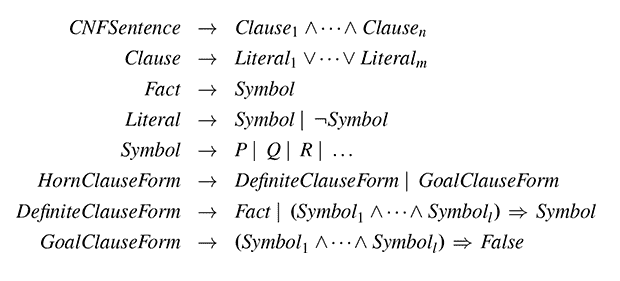 CNFSentence → Clause₁ ∧ ⋯ ∧ Clauseₙ
Clause → Literal₁ ∨ ⋯ ∨ Literalₘ
Fact → Symbol
Literal → Symbol | ¬Symbol
Symbol → P | Q | R | …
HornClauseForm → DefiniteClauseForm | GoalClauseForm
DefiniteClauseForm → Fact | (Symbol₁ ∧ ⋯ ∧ Symbolₗ) ⇒ Symbol
GoalClauseForm → (Symbol₁ ∧ ⋯ ∧ Symbolₗ) ⇒ False